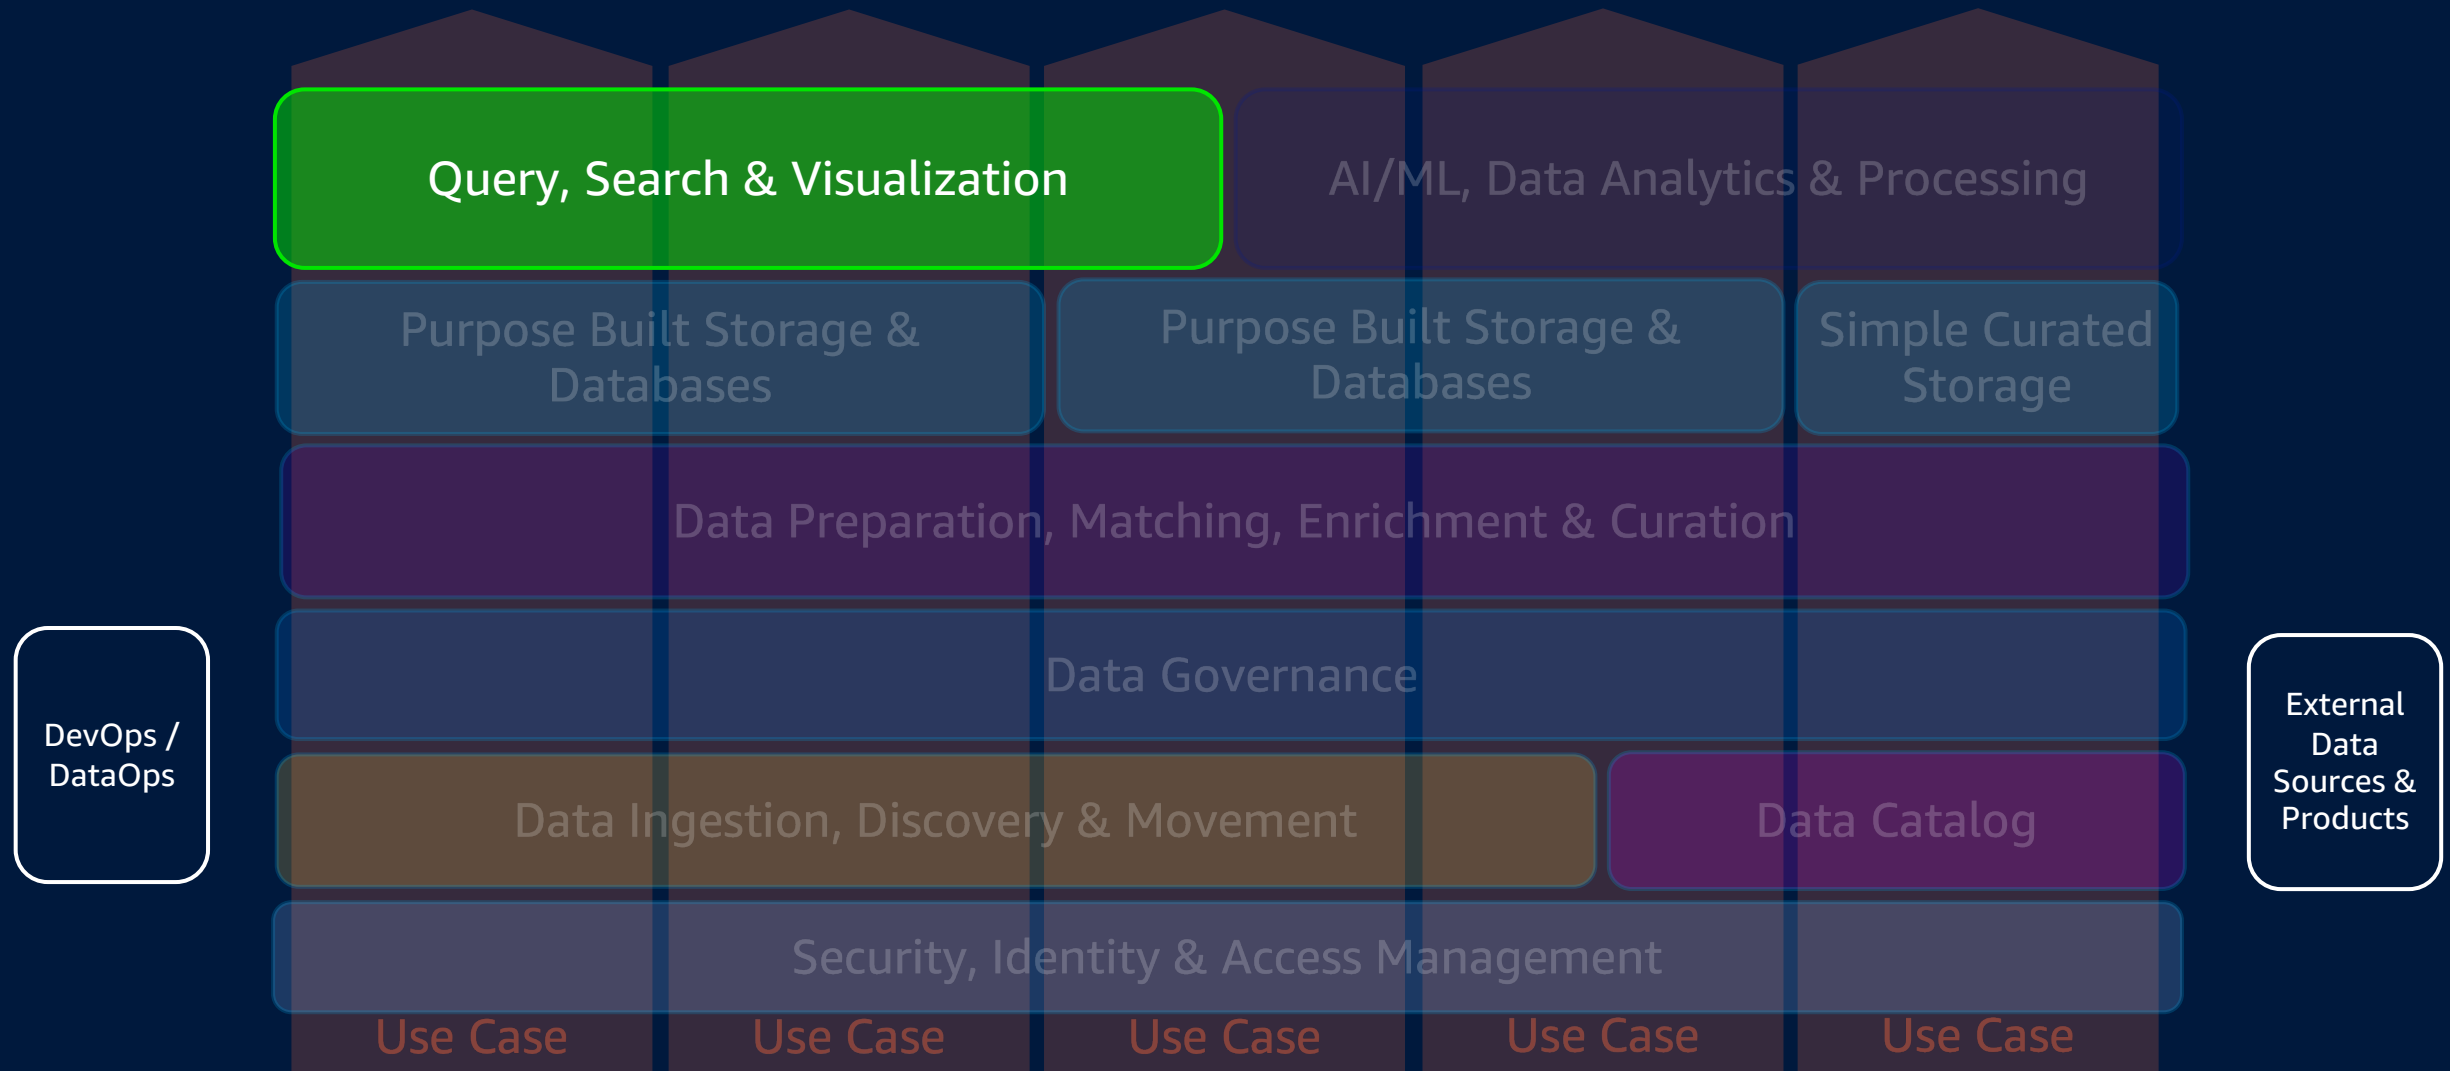 Query, Search & Visualization
AI/ML, Data Analytics & Processing
Purpose Built Storage &
Databases
Purpose Built Storage &
Databases
Simple Curated
Storage
Data Preparation, Matching, Enrichment & Curation
Data Governance
DevOps /
DataOps
External
Data
Sources &
Products
Data Ingestion, Discovery & Movement
Data Catalog
Security, Identity & Access Management
Use Case
Use Case
Use Case
Use Case
Use Case